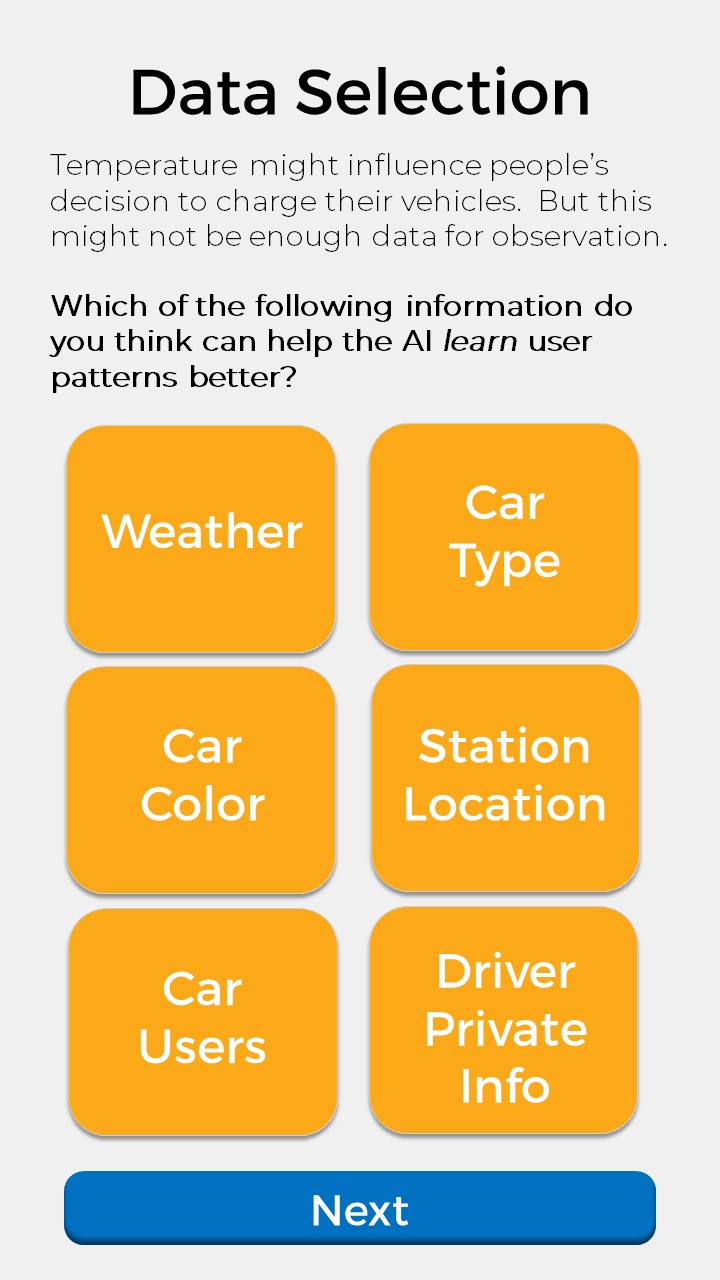 Data Selection
Temperature might influence people’s
decision to charge their vehicles.  But this
might not be enough data for observation.
Which of the following information do
you think can help the AI learn user
patterns better?
Weather
Car
Type
Car
Color
Station
Location
Car
Users
Driver
Private
Info
Next